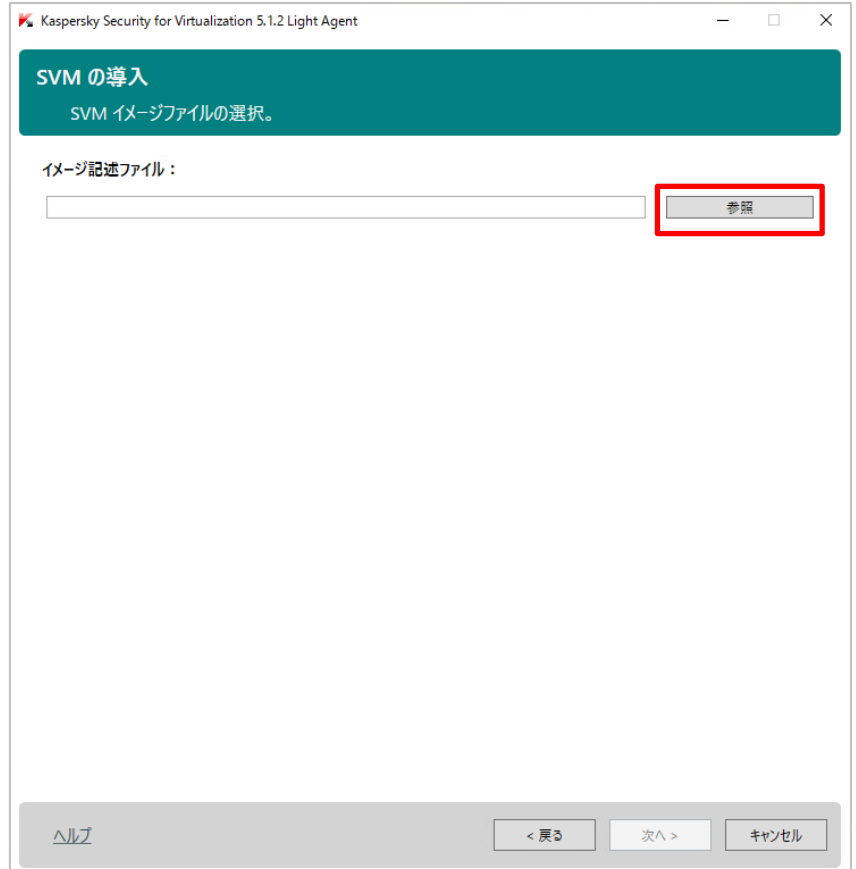 Kaspersky Security for Virtualization 5.1.2 Light Agent
SVM の導入
SVM イメージファイルの選択。
イメージ記述ファイル：
参照
ヘルプ
< 戻る
次へ >
キャンセル